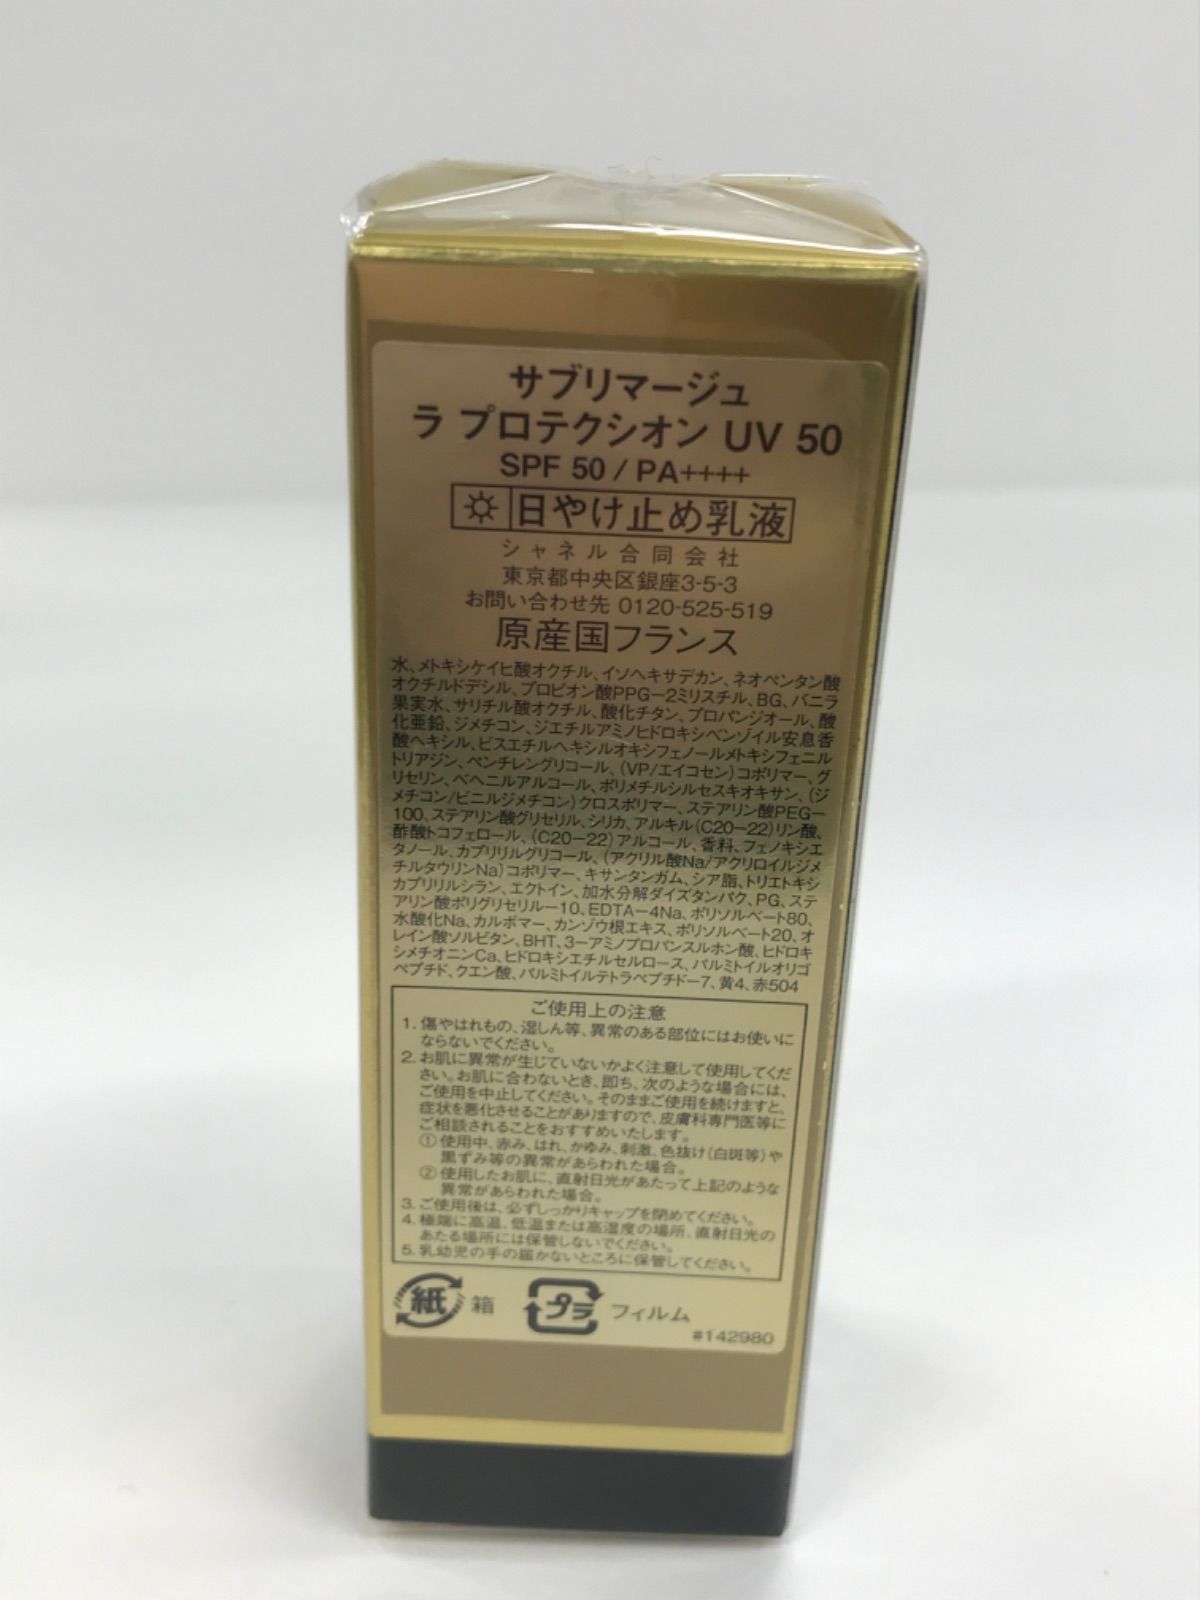 サブリマージュ
ラ プロテクシオン UV 50
SPF 50 / PA++++
日やけ止め乳液
シャネル合同会社
東京都中央区銀座3-5-3
お問い合わせ先 0120-525-519
原産国フランス
水、メトキシケイヒ酸オクチル、イソヘキサデカン、ネオペンタン酸
オクチルドデシル、プロピオン酸PPG－2ミリスチル、BG、バニラ
果実水、サリチル酸オクチル、酸化チタン、プロパンジオール、酸
化亜鉛、ジメチコン、ジエチルアミノヒドロキシベンゾイル安息香
酸ヘキシル、ビスエチルヘキシルオキシフェノールメトキシフェニル
トリアジン、ペンチレングリコール、(VP/エイコセン)コポリマー、グ
リセリン、ベヘニルアルコール、ポリメチルシルセスキオキサン、(ジ
メチコン/ビニルジメチコン)クロスポリマー、ステアリン酸PEG－
100、ステアリン酸グリセリル、シリカ、アルキル(C20－22)リン酸、
酢酸トコフェロール、(C20－22)アルコール、香料、フェノキシエ
タノール、カプリリルグリコール、(アクリル酸Na/アクリロイルジメ
チルタウリンNa)コポリマー、キサンタンガム、シア脂、トリエトキシ
カプリリルシラン、エクトイン、加水分解ダイズタンパク、PG、ステ
アリン酸ポリグリセリル－10、EDTA－4Na、ポリソルベート80、
水酸化Na、カルボマー、カンゾウ根エキス、ポリソルベート20、オ
レイン酸ソルビタン、BHT、3－アミノプロパンスルホン酸、ヒドロキ
シメチオニンCa、ヒドロキシエチルセルロース、パルミトイルオリゴ
ペプチド、クエン酸、パルミトイルテトラペプチド－7、黄4、赤504
ご使用上の注意
1. 傷やはれもの、湿しん等、異常のある部位にはお使いに
ならないでください。
2. お肌に異常が生じていないかよく注意して使用してくだ
さい。お肌に合わないとき、即ち、次のような場合には、
ご使用を中止してください。そのままご使用を続けますと、
症状を悪化させることがありますので、皮膚科専門医等に
ご相談されることをおすすめいたします。
① 使用中、赤み、はれ、かゆみ、刺激、色抜け(白斑等)や
黒ずみ等の異常があらわれた場合。
② 使用したお肌に、直射日光があたって上記のような
異常があらわれた場合。
3. ご使用後は、必ずしっかりキャップを閉めてください。
4. 極端に高温、低温または高湿度の場所、直射日光の
あたる場所には保管しないでください。
5. 乳幼児の手の届かないところに保管してください。
紙 箱 プラ フィルム
#142980